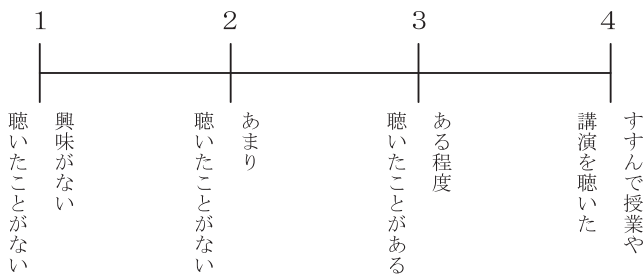 1
2
3
4
興味がない
聴いたことがない
あまり
聴いたことがない
ある程度
聴いたことがある
すすんで授業や
講演を聴いた